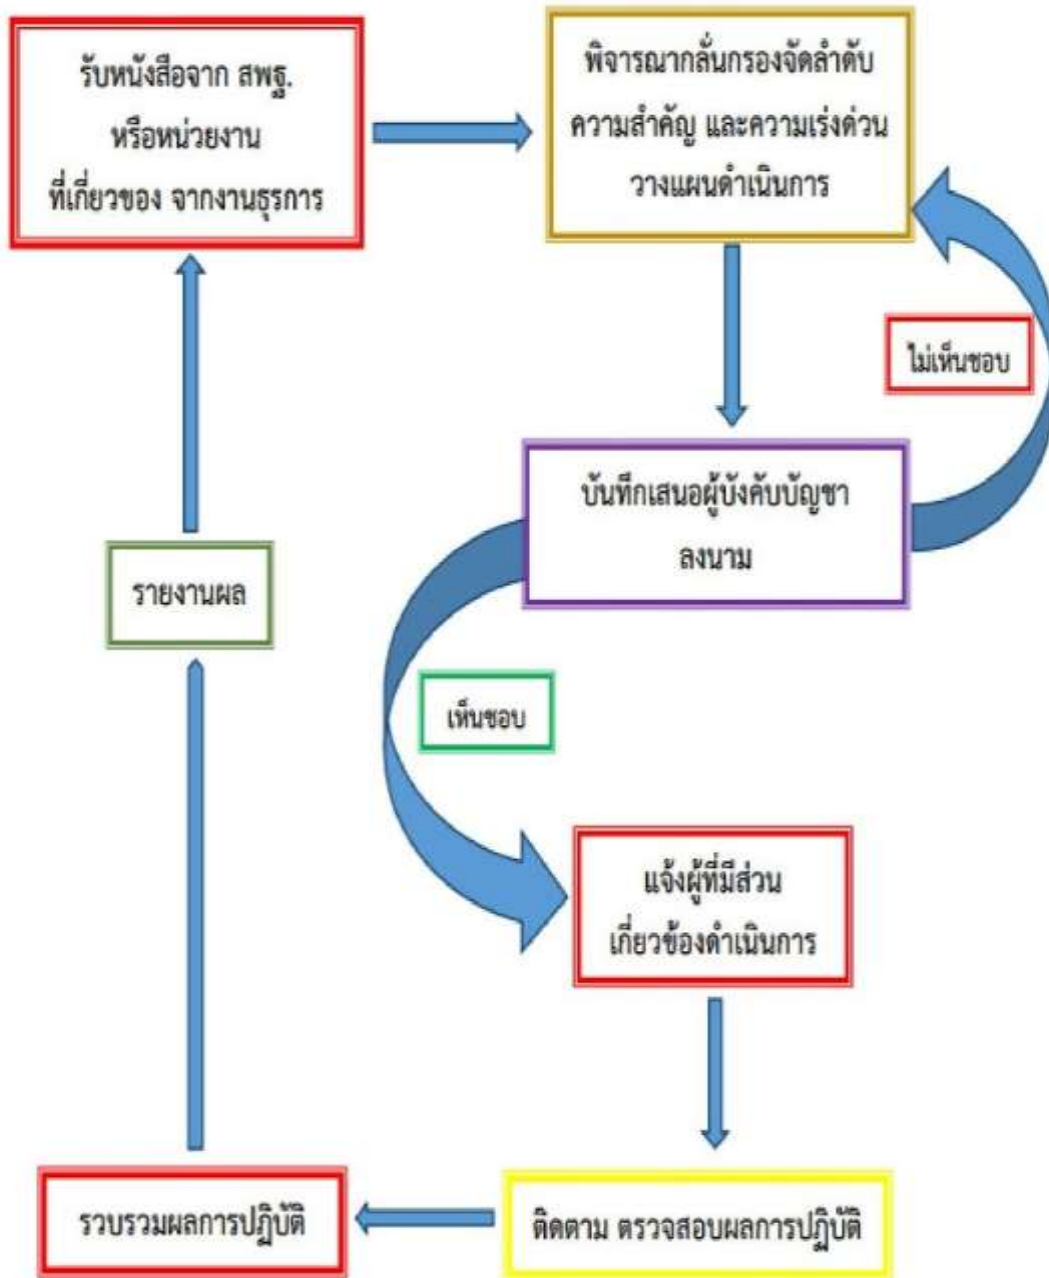 รับหนังสือจาก สพฐ.
หรือหน่วยงาน
ที่เกี่ยวของ จากงานธุรการ
พิจารณากลั่นกรองจัดลำดับ
ความสำคัญ และความเร่งด่วน
วางแผนดำเนินการ
ไม่เห็นชอบ
บันทึกเสนอผู้บังคับบัญชา
ลงนาม
เห็นชอบ
แจ้งผู้ที่มีส่วน
เกี่ยวข้องดำเนินการ
ติดตาม ตรวจสอบผลการปฏิบัติ
รวบรวมผลการปฏิบัติ
รายงานผล